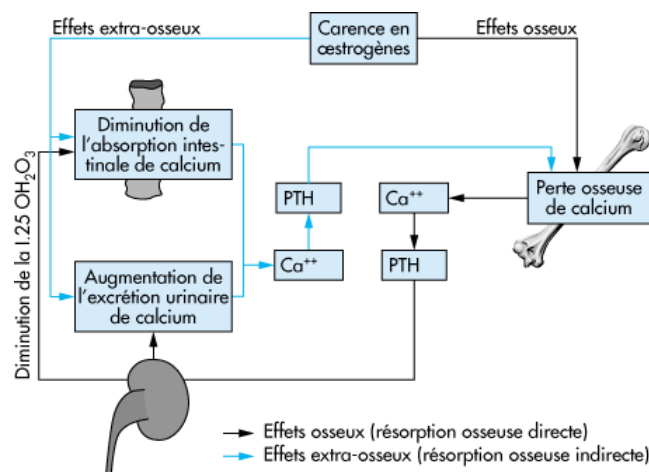 Effets extra-osseux
Carence en
œstrogènes
Effets osseux
Diminution de
l'absorption intes-
tinale de calcium
Diminution de la I.25 OH₂O₃
PTH
Ca⁺⁺
Perte osseuse
de calcium
Augmentation de
l'excrétion urinaire
de calcium
Ca⁺⁺
PTH
Effets osseux (résorption osseuse directe)
Effets extra-osseux (résorption osseuse indirecte)